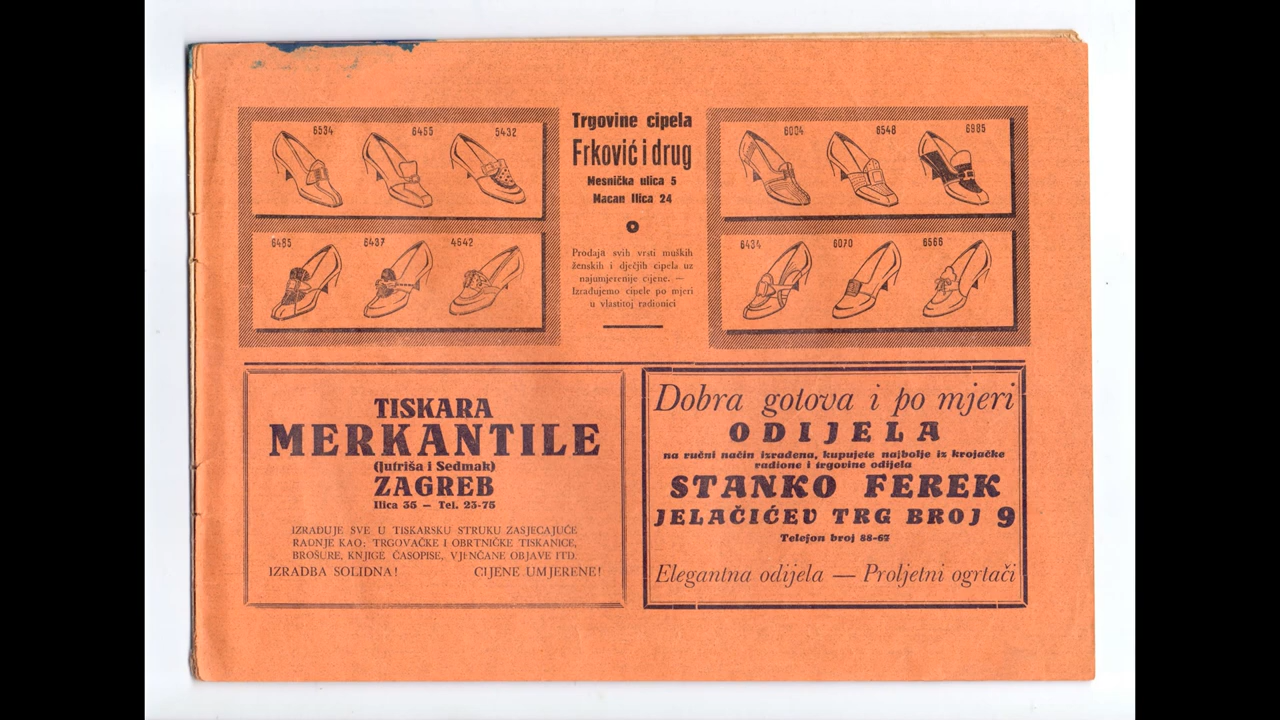 6534 6455 5432
6485 6437 4642
Trgovine cipela
Frković i drug
Mesnička ulica 5
Macan Ilica 24
Prodaja svih vrsti muških
ženskih i dječjih cipela uz
najumjerenije cijene. —
Izradujemo cipele po mjeri
u vlastitoj radionici
6004 6548 6985
6434 6070 6566
TISKARA
MERKANTILE
(Jutriša i Sedmak)
ZAGREB
Ilica 35 — Tel. 23-75
IZRAĐUJE SVE U TISKARSKU STRUKU ZASJECAJUĆE
RADNJE KAO: TRGOVAČKE I OBRTNIČKE TISKANICE,
BROŠURE, KNJIGE ČASOPISE, VJENČANE OBJAVE ITD.
IZRADBA SOLIDNA! CIJENE UMJERENE!
Dobra gotova i po mjeri
ODIJELA
na ručni način izrađena, kupujete najbolje iz krojačke
radione i trgovine odijela
STANKO FEREK
JELAČIĆEV TRG BROJ 9
Telefon broj 88-67
Elegantna odijela — Proljetni ogrtači